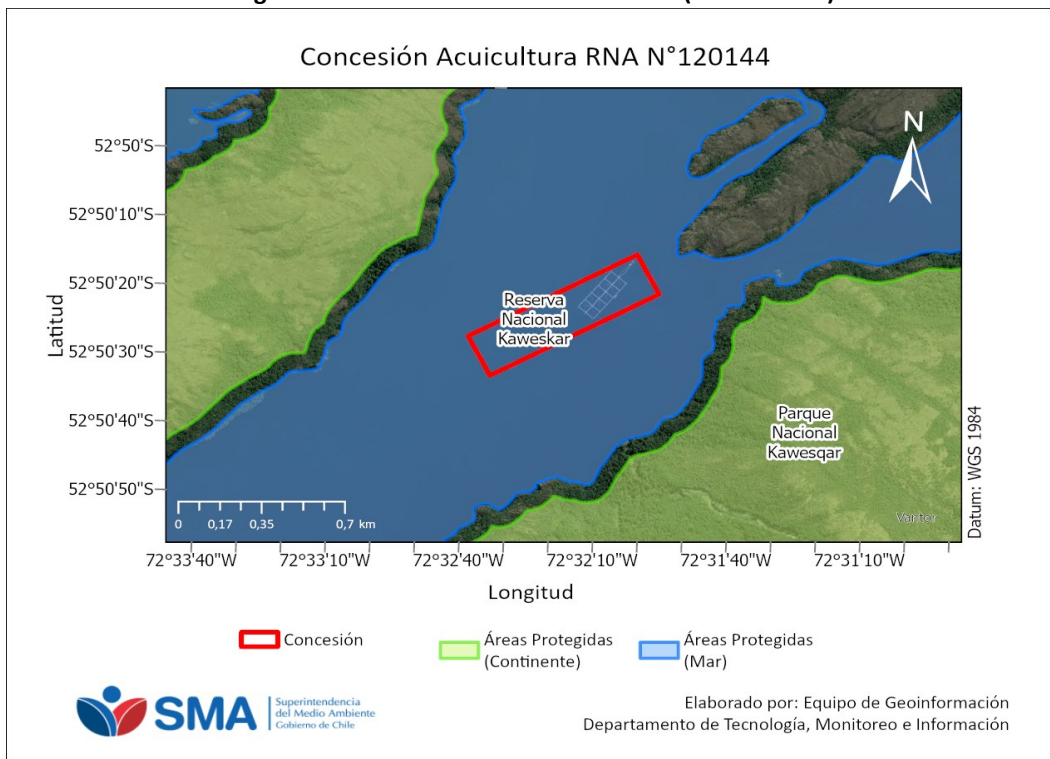 Concesión Acuicultura RNA N°120144
N
52°50'S
52°50'10"S
52°50'20"S
52°50'30"S
52°50'40"S
52°50'50"S
Latitud
Reserva
Nacional
Kaweskar
Parque
Nacional
Kawesqar
Vantor
Datum: WGS 1984
0 0,17 0,35 0,7 km
72°33'40"W 72°33'10"W 72°32'40"W 72°32'10"W 72°31'40"W 72°31'10"W
Longitud
Concesión
Áreas Protegidas
(Continente)
Áreas Protegidas
(Mar)
SMA
Superintendencia
del Medio Ambiente
Gobierno de Chile
Elaborado por: Equipo de Geoinformación
Departamento de Tecnología, Monitoreo e Información